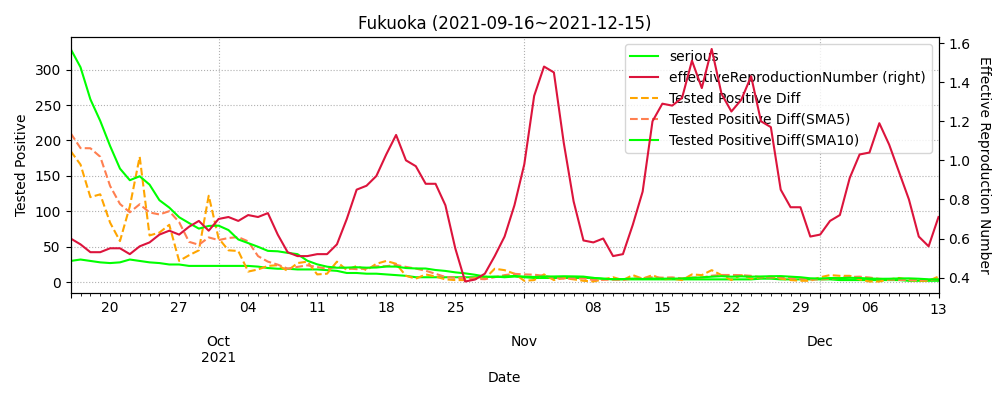 Fukuoka (2021-09-16~2021-12-15)
serious
effectiveReproductionNumber (right)
Tested Positive Diff
Tested Positive Diff(SMA5)
Tested Positive Diff(SMA10)
Tested Positive
300
250
200
150
100
50
0
1.6
1.4
1.2
1.0
0.8
0.6
0.4
Effective Reproduction Number
20 27 04 11 18 25 08 15 22 29 06 13
Oct Nov Dec
2021
Date